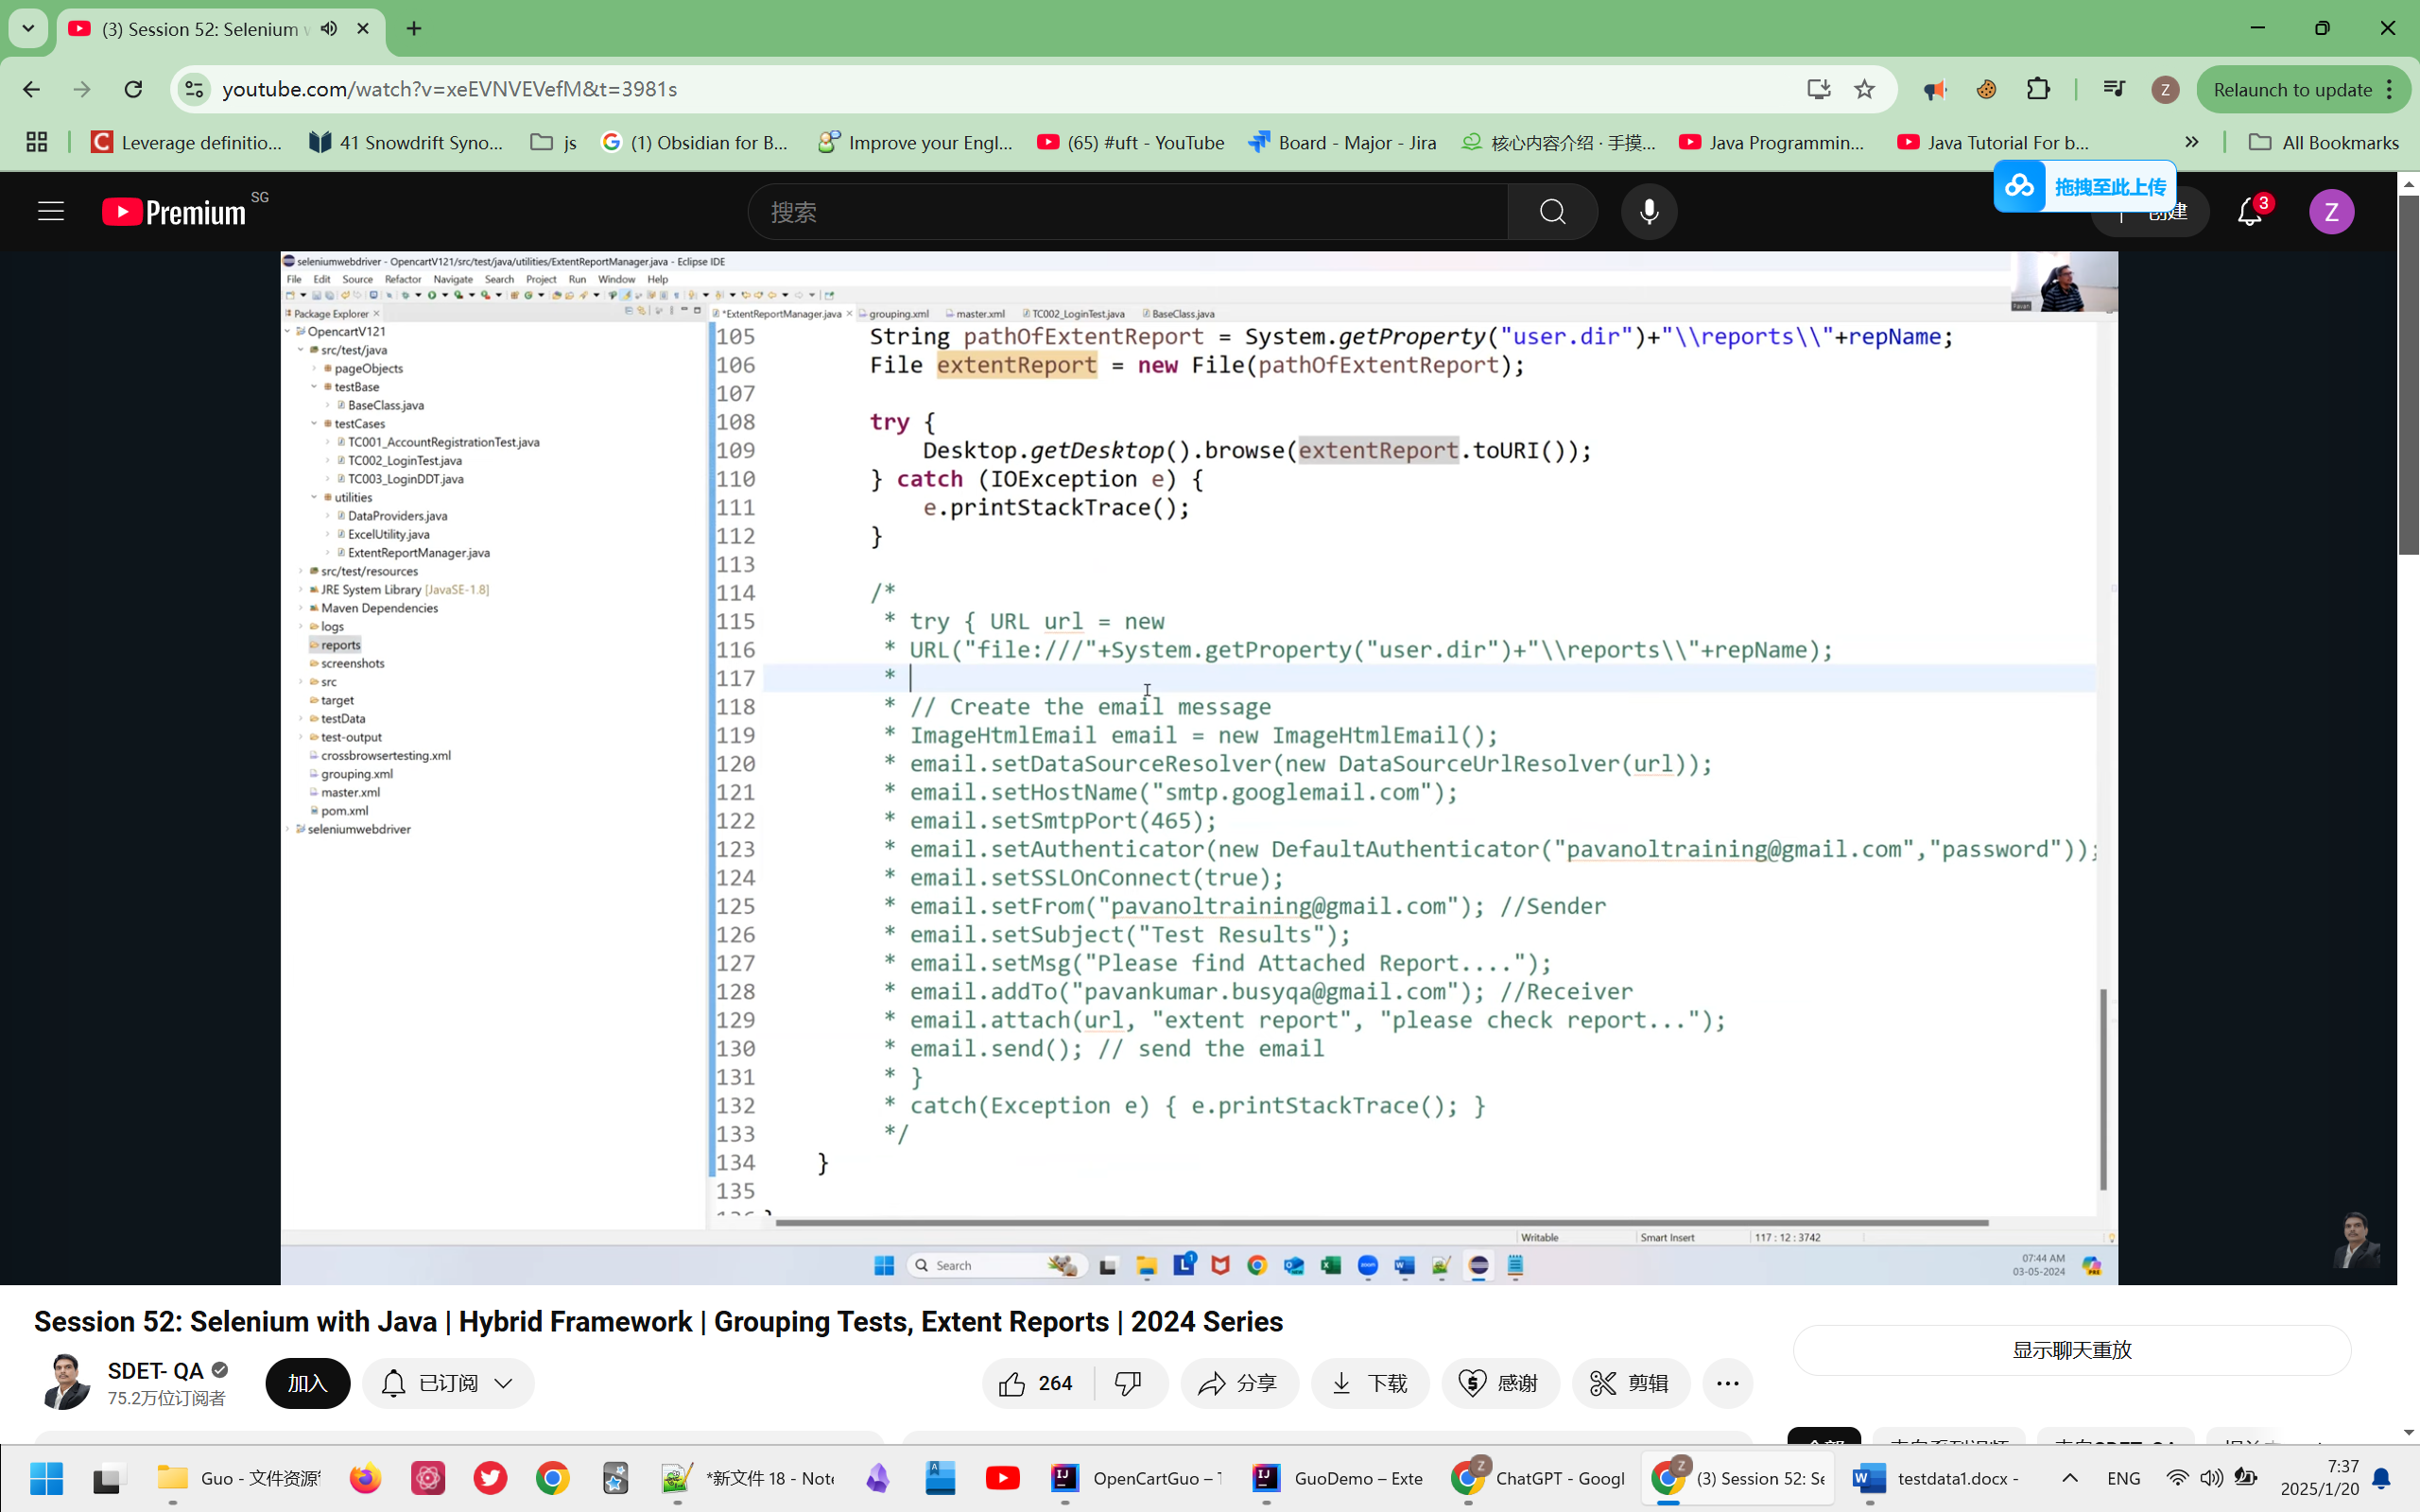 (3) Session 52: Selenium w
youtube.com/watch?v=xeEVNVEVefM&t=3981s
Relaunch to update
Leverage definitio...
41 Snowdrift Syno...
js
(1) Obsidian for B...
Improve your Engl...
(65) #uft - YouTube
Board - Major - Jira
核心内容介绍 · 手摸...
Java Programmin...
Java Tutorial For b...
All Bookmarks
拖拽至此上传
Premium SG
搜索
3
Z
seleniumwebdriver - OpencartV121/src/test/java/utilities/ExtentReportManager.java - Eclipse IDE
File Edit Source Refactor Navigate Search Project Run Window Help
Package Explorer
*ExtentReportManager.java grouping.xml master.xml TC002_LoginTest.java BaseClass.java
OpencartV121
src/test/java
pageObjects
testBase
BaseClass.java
testCases
TC001_AccountRegistrationTest.java
TC002_LoginTest.java
TC003_LoginDDT.java
utilities
DataProviders.java
ExcelUtility.java
ExtentReportManager.java
src/test/resources
JRE System Library [JavaSE-1.8]
Maven Dependencies
logs
reports
screenshots
src
target
testData
test-output
crossbrowsertesting.xml
grouping.xml
master.xml
pom.xml
seleniumwebdriver
105 String pathOfExtentReport = System.getProperty("user.dir")+"\\reports\\"+repName;
106 File extentReport = new File(pathOfExtentReport);
107
108 try {
109 Desktop.getDesktop().browse(extentReport.toURI());
110 } catch (IOException e) {
111 e.printStackTrace();
112 }
113
114 /*
115 * try { URL url = new
116 * URL("file:///"+System.getProperty("user.dir")+"\\reports\\"+repName);
117 *
118 * // Create the email message
119 * ImageHtmlEmail email = new ImageHtmlEmail();
120 * email.setDataSourceResolver(new DataSourceUrlResolver(url));
121 * email.setHostName("smtp.googlemail.com");
122 * email.setSmtpPort(465);
123 * email.setAuthenticator(new DefaultAuthenticator("pavanoltraining@gmail.com","password"));
124 * email.setSSLOnConnect(true);
125 * email.setFrom("pavanoltraining@gmail.com"); //Sender
126 * email.setSubject("Test Results");
127 * email.setMsg("Please find Attached Report....");
128 * email.addTo("pavankumar.busyqa@gmail.com"); //Receiver
129 * email.attach(url, "extent report", "please check report...");
130 * email.send(); // send the email
131 * }
132 * catch(Exception e) { e.printStackTrace(); }
133 */
134 }
135
Writable Smart Insert 117 : 12 : 3742
Search
07:44 AM
03-05-2024
Session 52: Selenium with Java | Hybrid Framework | Grouping Tests, Extent Reports | 2024 Series
显示聊天重放
SDET- QA
75.2万位订阅者
加入
已订阅
264
分享
下载
感谢
剪辑
Guo - 文件资源
*新文件 18 - Note
OpenCartGuo –
GuoDemo – Exte
ChatGPT - Googl
(3) Session 52: Se
testdata1.docx -
ENG
7:37
2025/1/20